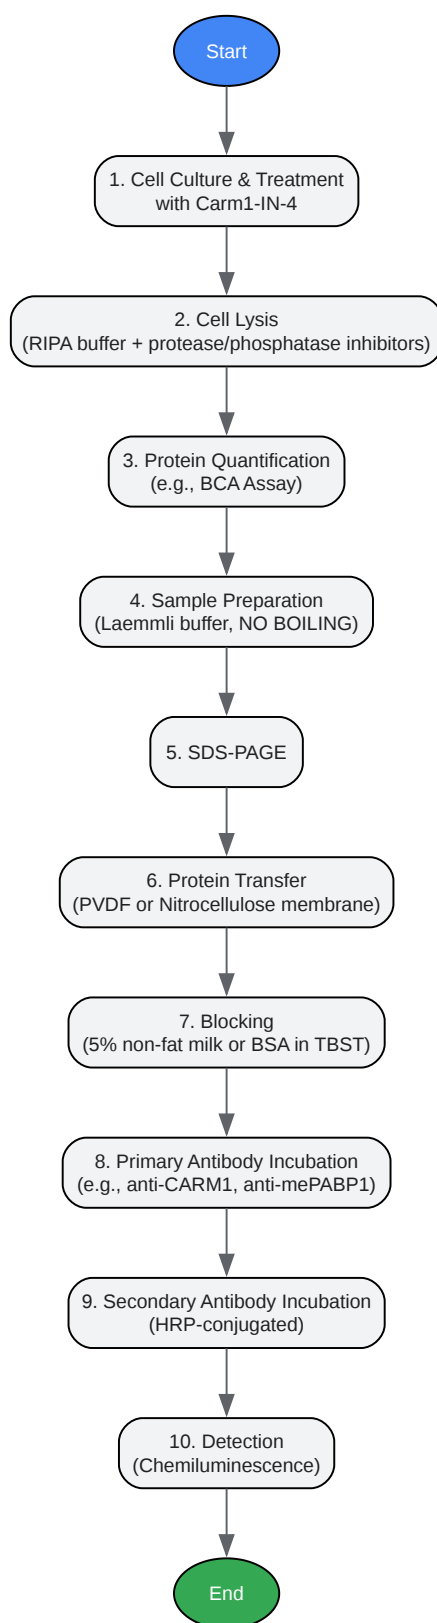 Start
1. Cell Culture & Treatment
with Carm1-IN-4
2. Cell Lysis
(RIPA buffer + protease/phosphatase inhibitors)
3. Protein Quantification
(e.g., BCA Assay)
4. Sample Preparation
(Laemmli buffer, NO BOILING)
5. SDS-PAGE
6. Protein Transfer
(PVDF or Nitrocellulose membrane)
7. Blocking
(5% non-fat milk or BSA in TBST)
8. Primary Antibody Incubation
(e.g., anti-CARM1, anti-mePABP1)
9. Secondary Antibody Incubation
(HRP-conjugated)
10. Detection
(Chemiluminescence)
End